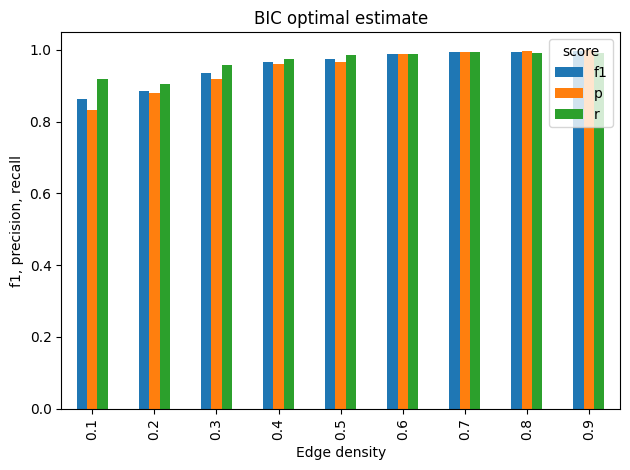 BIC optimal estimate
f1, precision, recall
1.0
0.8
0.6
0.4
0.2
0.0
score
f1
p
r
0.1 0.2 0.3 0.4 0.5 0.6 0.7 0.8 0.9
Edge density